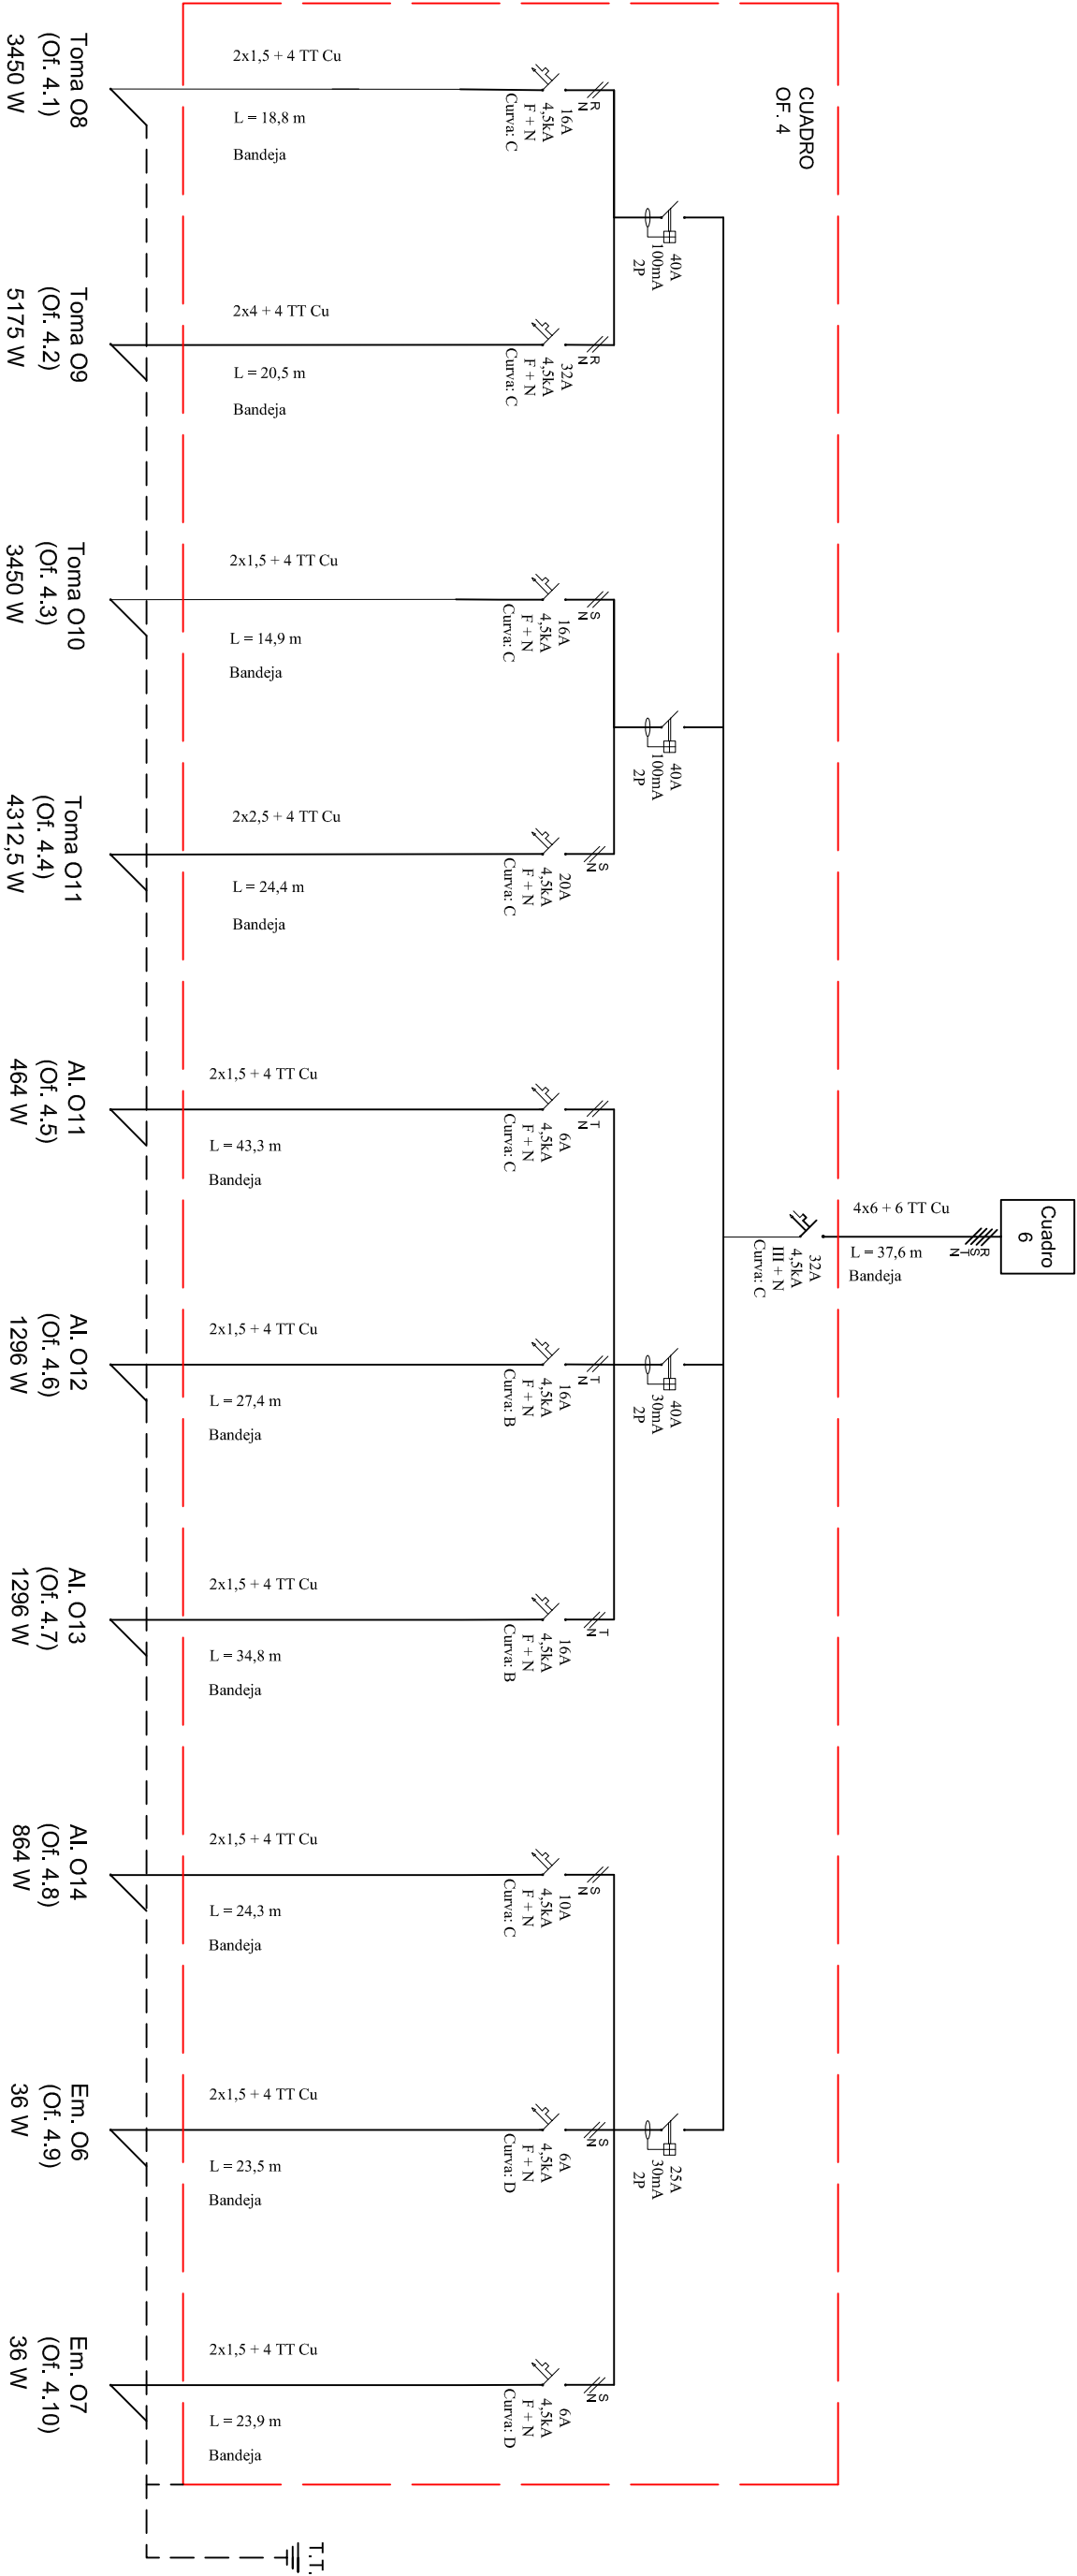 CUADRO
OF. 4
Cuadro
6
4x6 + 6 TT Cu
L = 37,6 m
Bandeja
R
S
T
N
32A
4,5kA
III + N
Curva: C
40A
100mA
2P
R
N
16A
4,5kA
F + N
Curva: C
2x1,5 + 4 TT Cu
L = 18,8 m
Bandeja
Toma O8
(Of. 4.1)
3450 W
R
N
32A
4,5kA
F + N
Curva: C
2x4 + 4 TT Cu
L = 20,5 m
Bandeja
Toma O9
(Of. 4.2)
5175 W
40A
100mA
2P
S
N
16A
4,5kA
F + N
Curva: C
2x1,5 + 4 TT Cu
L = 14,9 m
Bandeja
Toma O10
(Of. 4.3)
3450 W
S
N
20A
4,5kA
F + N
Curva: C
2x2,5 + 4 TT Cu
L = 24,4 m
Bandeja
Toma O11
(Of. 4.4)
4312,5 W
40A
30mA
2P
T
N
6A
4,5kA
F + N
Curva: C
2x1,5 + 4 TT Cu
L = 43,3 m
Bandeja
Al. O11
(Of. 4.5)
464 W
T
N
16A
4,5kA
F + N
Curva: B
2x1,5 + 4 TT Cu
L = 27,4 m
Bandeja
Al. O12
(Of. 4.6)
1296 W
T
N
16A
4,5kA
F + N
Curva: B
2x1,5 + 4 TT Cu
L = 34,8 m
Bandeja
Al. O13
(Of. 4.7)
1296 W
25A
30mA
2P
S
N
10A
4,5kA
F + N
Curva: C
2x1,5 + 4 TT Cu
L = 24,3 m
Bandeja
Al. O14
(Of. 4.8)
864 W
S
N
6A
4,5kA
F + N
Curva: D
2x1,5 + 4 TT Cu
L = 23,5 m
Bandeja
Em. O6
(Of. 4.9)
36 W
S
N
6A
4,5kA
F + N
Curva: D
2x1,5 + 4 TT Cu
L = 23,9 m
Bandeja
Em. O7
(Of. 4.10)
36 W
T.T.